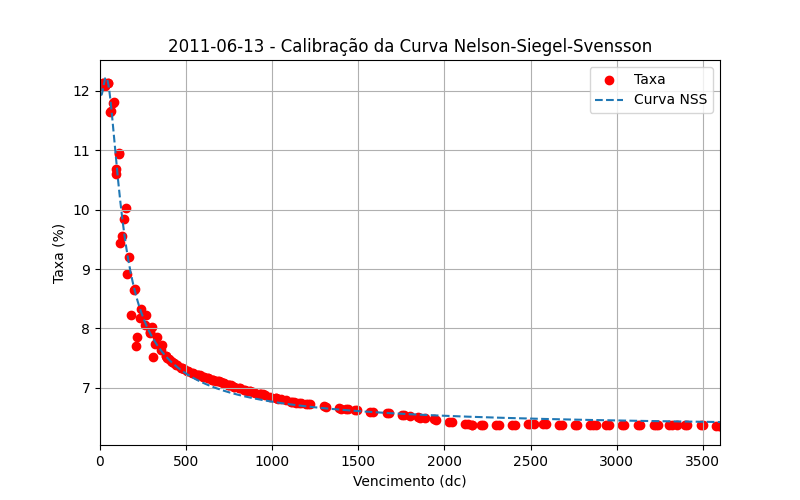 2011-06-13 - Calibração da Curva Nelson-Siegel-Svensson
Taxa
Curva NSS
Taxa (%)
12
11
10
9
8
7
0 500 1000 1500 2000 2500 3000 3500
Vencimento (dc)